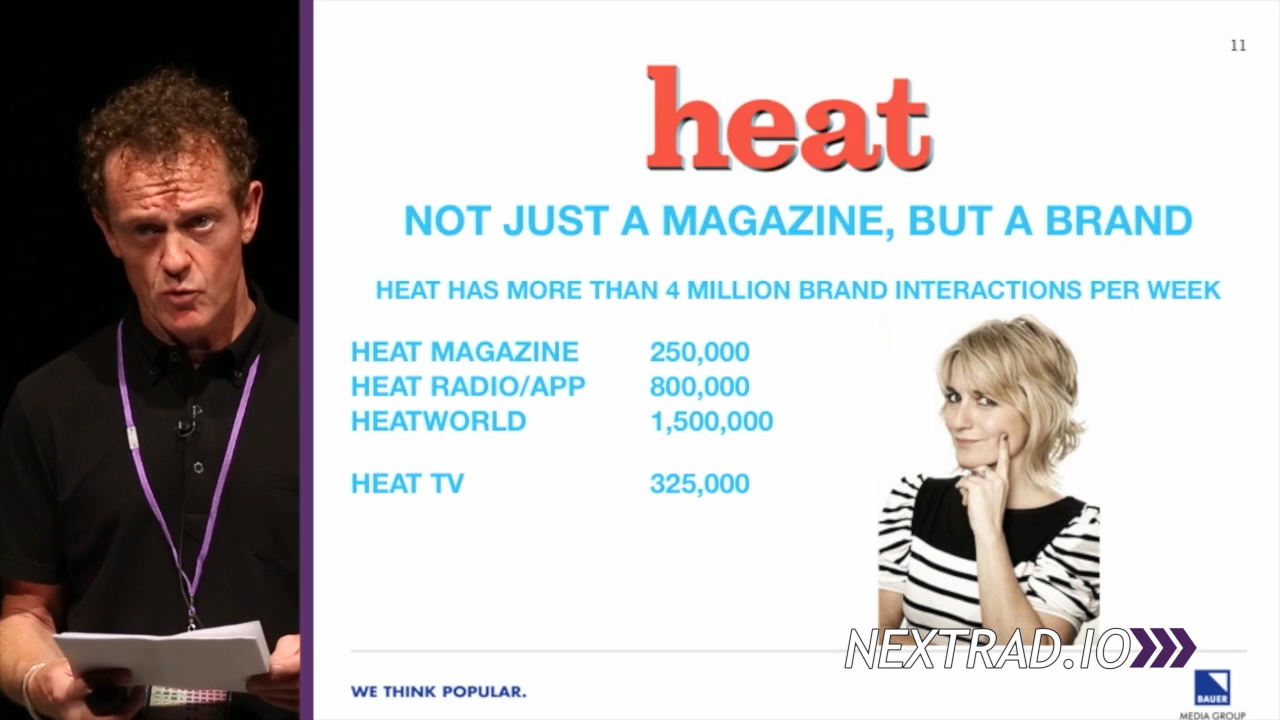 11
heat
NOT JUST A MAGAZINE, BUT A BRAND
HEAT HAS MORE THAN 4 MILLION BRAND INTERACTIONS PER WEEK
HEAT MAGAZINE 250,000
HEAT RADIO/APP 800,000
HEATWORLD 1,500,000
HEAT TV 325,000
NEXTRAD.IO
WE THINK POPULAR.
BAUER
MEDIA GROUP